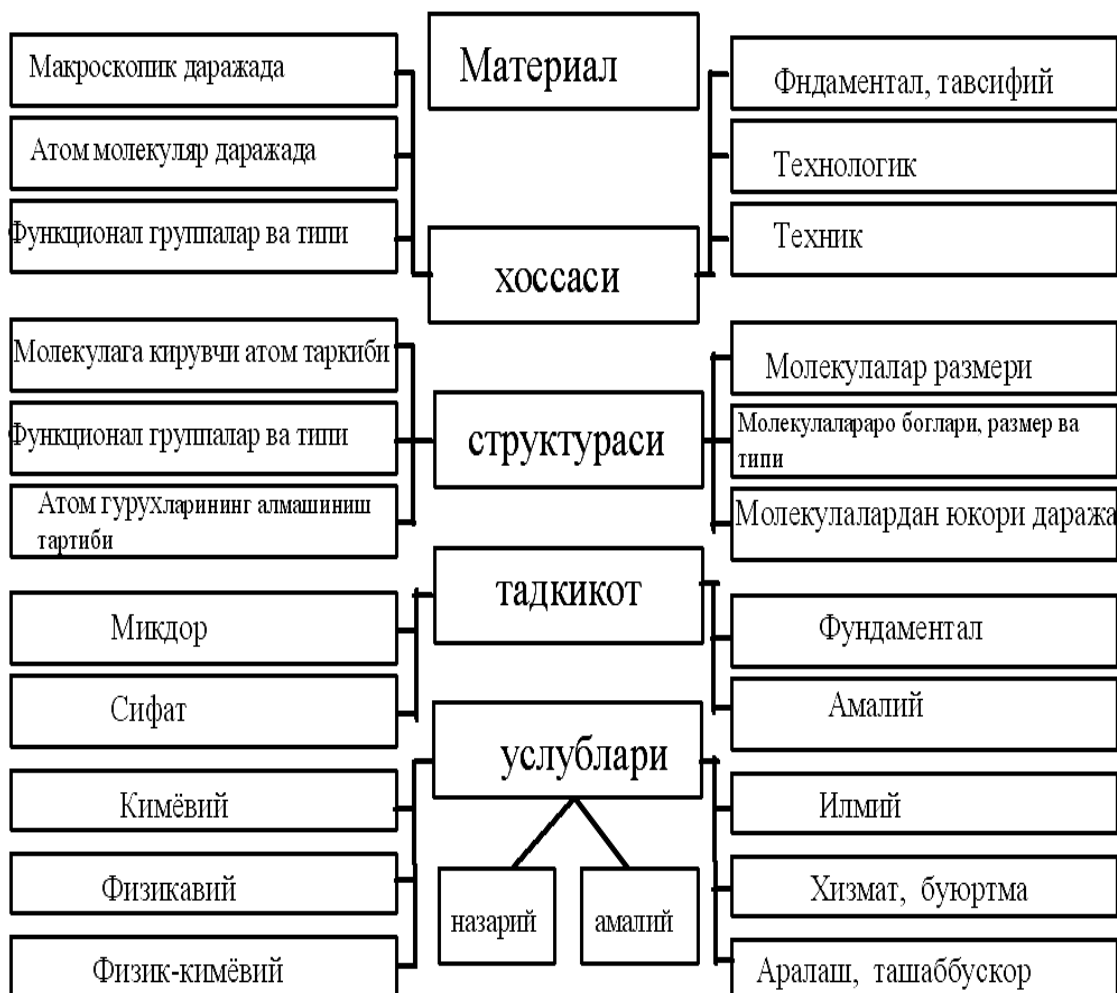 Материал
Макроскопик даражада
Атом молекуляр даражада
Функционал группалар ва типи
хоссаси
Фндаментал, тавсифий
Технологик
Техник
Молекулага кирувчи атом таркиби
Функционал группалар ва типи
Атом гурухларининг алмашиниш
тартиби
структураси
Молекулалар размери
Молекулалараро боглари, размер ва
типи
Молекулалардан юкори даража
тадкикот
Микдор
Сифат
Фундаментал
Амалий
услублари
Кимёвий
Физикавий
Физик-кимёвий
назарий
амалий
Илмий
Хизмат, буюртма
Аралаш, ташаббускор